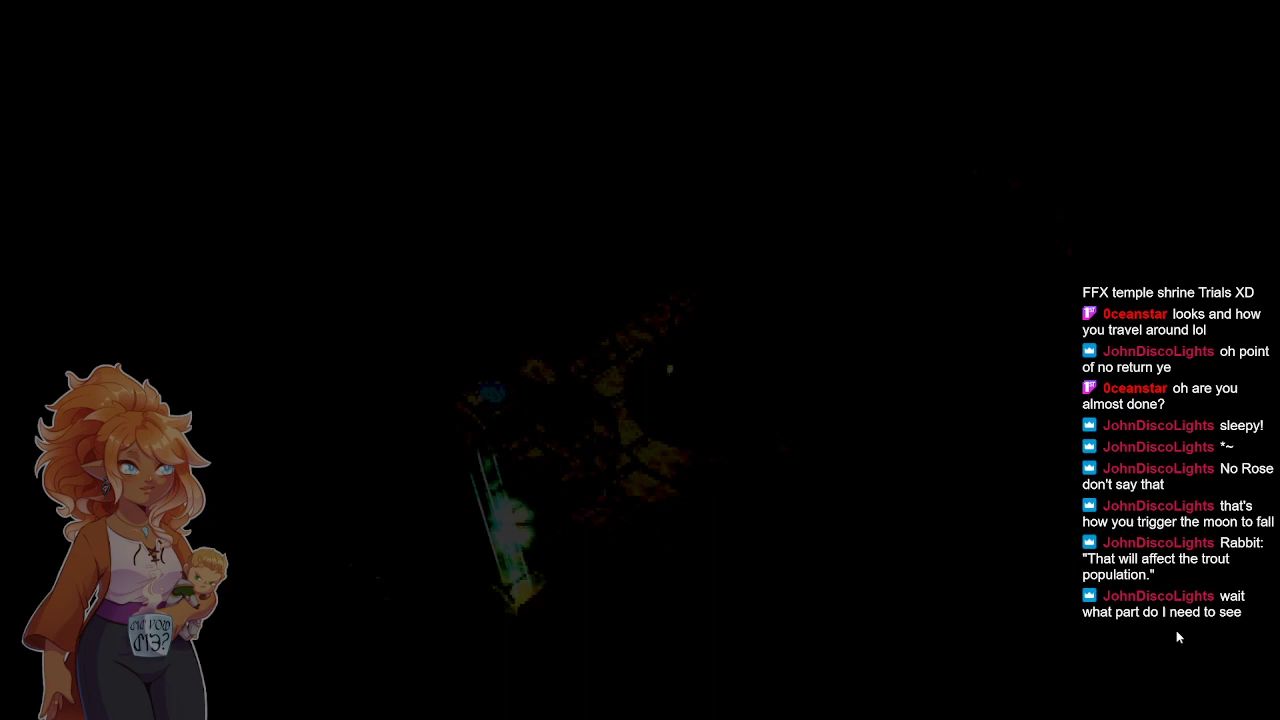 FFX temple shrine Trials XD
0ceanstar looks and how
you travel around lol
JohnDiscoLights oh point
of no return ye
0ceanstar oh are you
almost done?
JohnDiscoLights sleepy!
JohnDiscoLights *~
JohnDiscoLights No Rose
don't say that
JohnDiscoLights that's
how you trigger the moon to fall
JohnDiscoLights Rabbit:
"That will affect the trout
population."
JohnDiscoLights wait
what part do I need to see